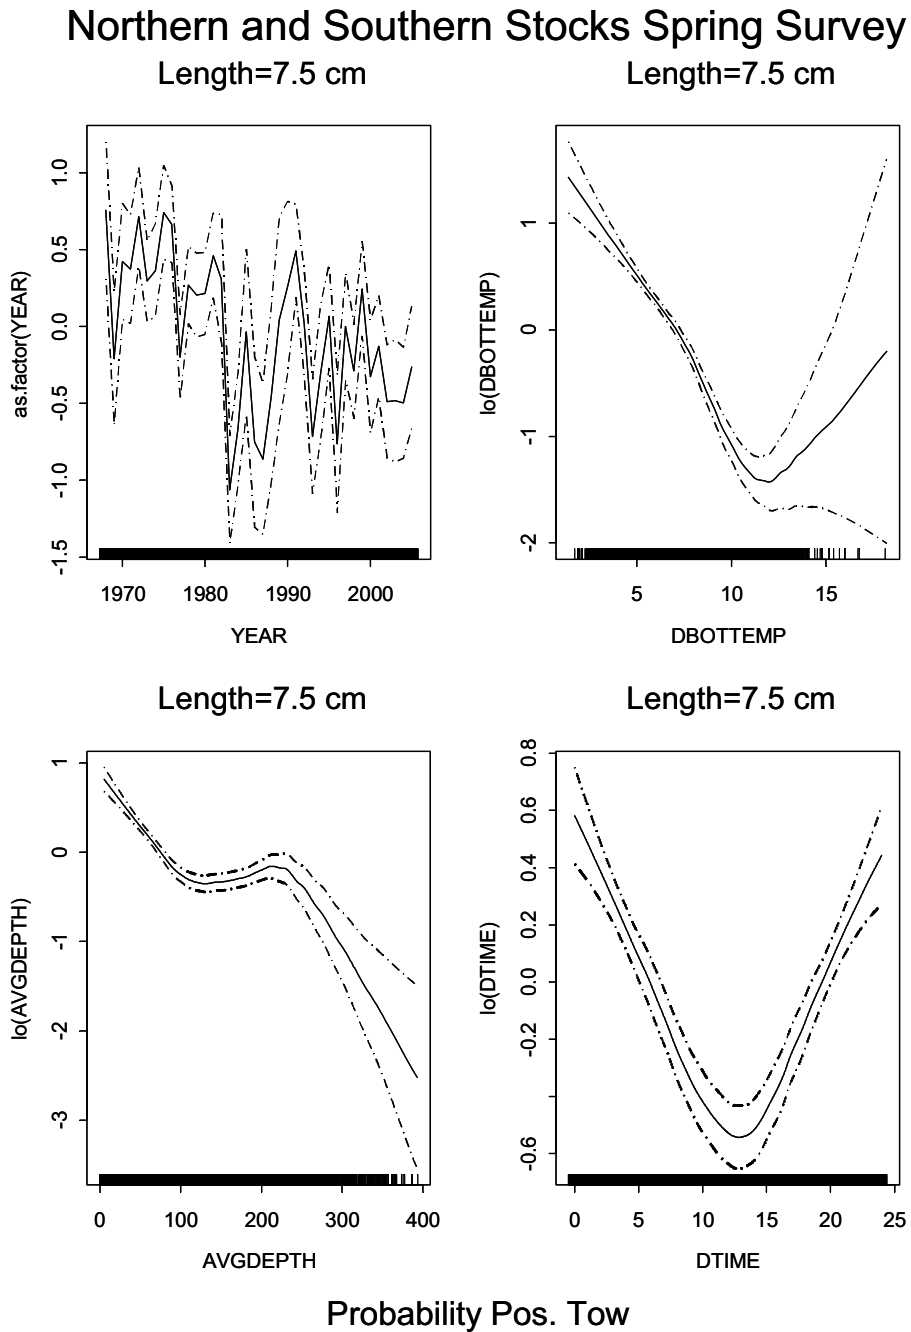 Northern and Southern Stocks Spring Survey
Length=7.5 cm
as.factor(YEAR)
1.0
0.5
0.0
-0.5
-1.0
-1.5
1970 1980 1990 2000
YEAR
Length=7.5 cm
lo(DBOTTEMP)
1
0
-1
-2
5 10 15
DBOTTEMP
Length=7.5 cm
lo(AVGDEPTH)
1
0
-1
-2
-3
0 100 200 300 400
AVGDEPTH
Length=7.5 cm
lo(DTIME)
0.8
0.6
0.4
0.2
0.0
-0.2
-0.6
0 5 10 15 20 25
DTIME
Probability Pos. Tow